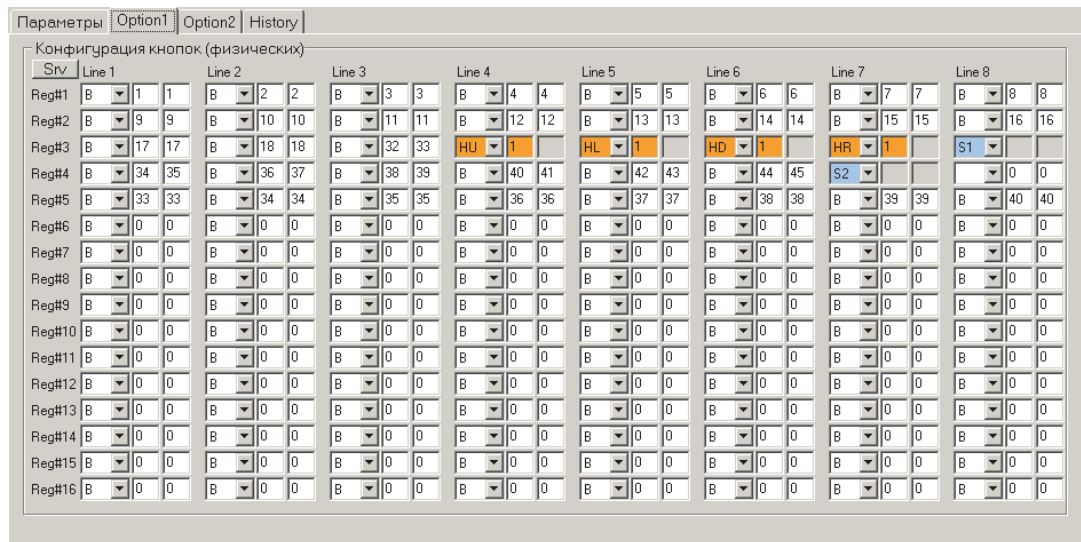 Параметры Option1 Option2 History
Конфигурация кнопок (физических)
Srv Line 1 Line 2 Line 3 Line 4 Line 5 Line 6 Line 7 Line 8
Reg#1 B 1 1 B 2 2 B 3 3 B 4 4 B 5 5 B 6 6 B 7 7 B 8 8
Reg#2 B 9 9 B 10 10 B 11 11 B 12 12 B 13 13 B 14 14 B 15 15 B 16 16
Reg#3 B 17 17 B 18 18 B 32 33 HU 1 HL 1 HD 1 HR 1 S1
Reg#4 B 34 35 B 36 37 B 38 39 B 40 41 B 42 43 B 44 45 S2 0 0
Reg#5 B 33 33 B 34 34 B 35 35 B 36 36 B 37 37 B 38 38 B 39 39 B 40 40
Reg#6 B 0 0 B 0 0 B 0 0 B 0 0 B 0 0 B 0 0 B 0 0 B 0 0
Reg#7 B 0 0 B 0 0 B 0 0 B 0 0 B 0 0 B 0 0 B 0 0 B 0 0
Reg#8 B 0 0 B 0 0 B 0 0 B 0 0 B 0 0 B 0 0 B 0 0 B 0 0
Reg#9 B 0 0 B 0 0 B 0 0 B 0 0 B 0 0 B 0 0 B 0 0 B 0 0
Reg#10 B 0 0 B 0 0 B 0 0 B 0 0 B 0 0 B 0 0 B 0 0 B 0 0
Reg#11 B 0 0 B 0 0 B 0 0 B 0 0 B 0 0 B 0 0 B 0 0 B 0 0
Reg#12 B 0 0 B 0 0 B 0 0 B 0 0 B 0 0 B 0 0 B 0 0 B 0 0
Reg#13 B 0 0 B 0 0 B 0 0 B 0 0 B 0 0 B 0 0 B 0 0 B 0 0
Reg#14 B 0 0 B 0 0 B 0 0 B 0 0 B 0 0 B 0 0 B 0 0 B 0 0
Reg#15 B 0 0 B 0 0 B 0 0 B 0 0 B 0 0 B 0 0 B 0 0 B 0 0
Reg#16 B 0 0 B 0 0 B 0 0 B 0 0 B 0 0 B 0 0 B 0 0 B 0 0